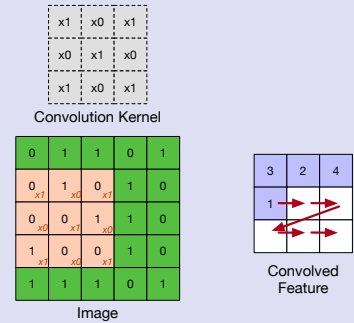 x1 x0 x1
x0 x1 x0
x1 x0 x1
Convolution Kernel
0 1 1 0 1
0 x1 1 x0 0 x1 1 0
0 x0 0 x1 1 x0 1 0
1 x1 0 x0 0 x1 0 0
1 1 1 0 1
Image
3 2 4
1
Convolved
Feature